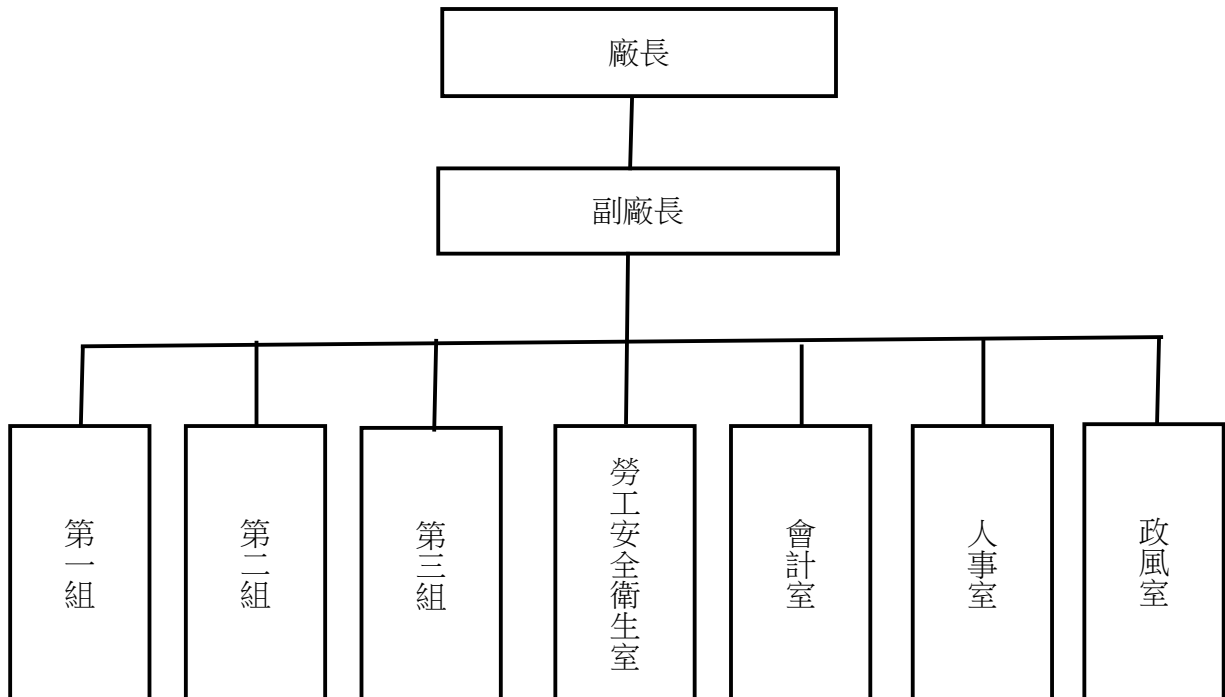 廠長
副廠長
第一組
第二組
第三組
勞工安全衛生室
會計室
人事室
政風室